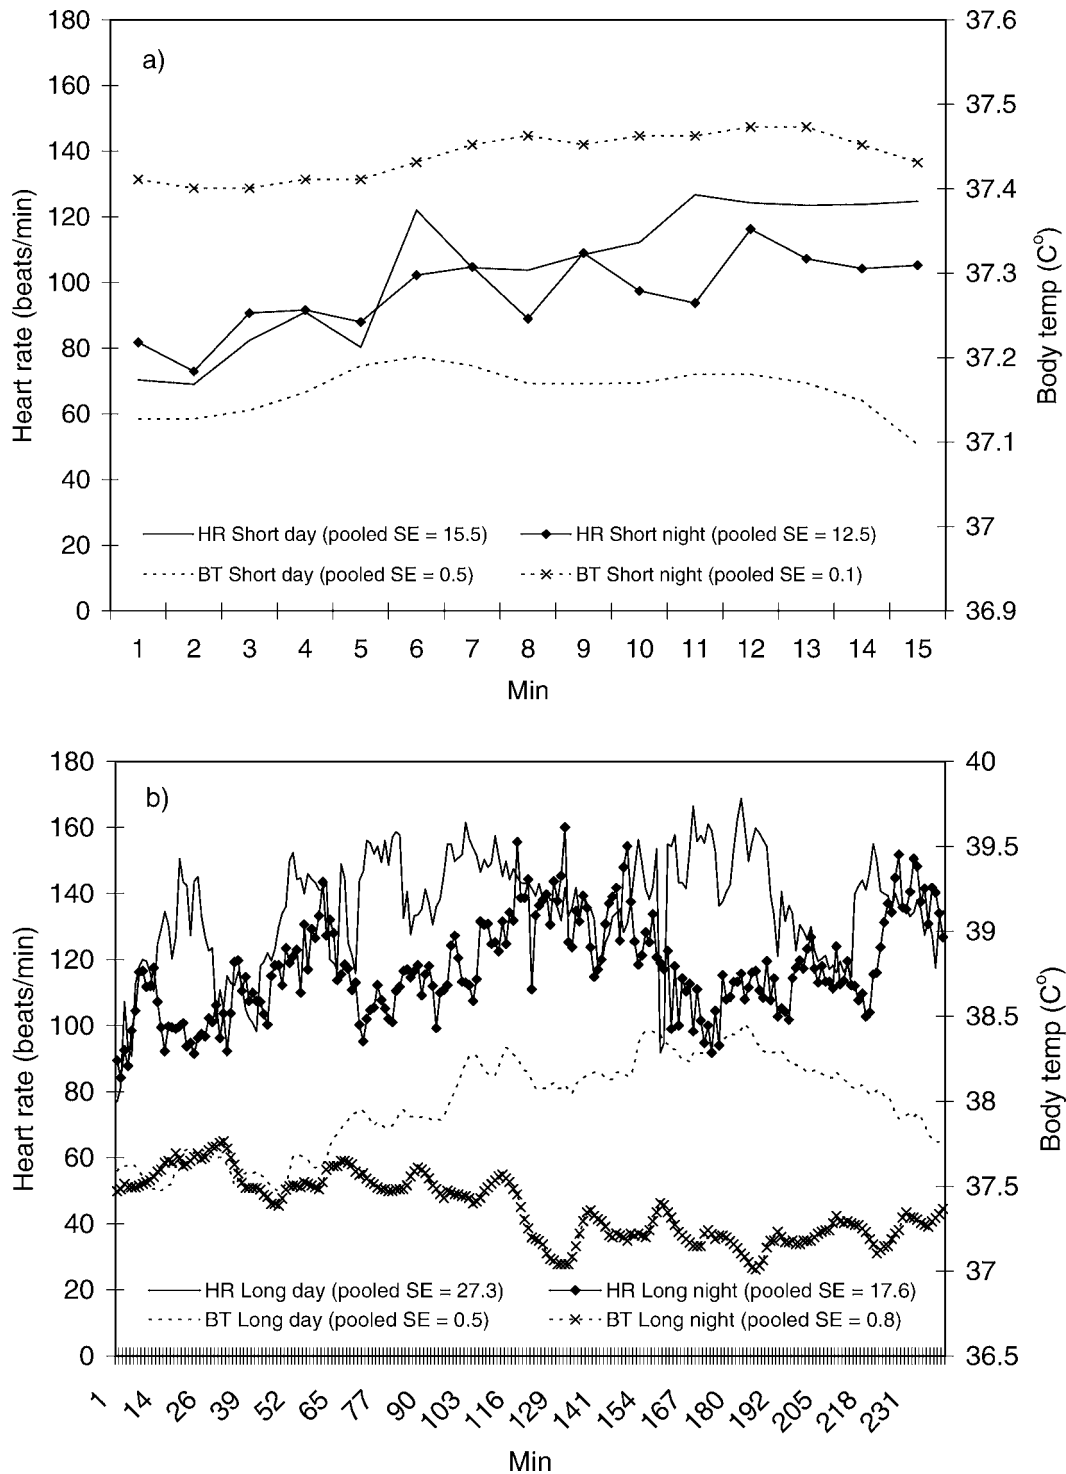 180
160
140
120
100
80
60
40
20
0
Heart rate (beats/min)
a)
37.6
37.5
37.4
37.3
37.2
37.1
37
36.9
Body temp (C°)
HR Short day (pooled SE = 15.5)
HR Short night (pooled SE = 12.5)
BT Short day (pooled SE = 0.5)
BT Short night (pooled SE = 0.1)
1 2 3 4 5 6 7 8 9 10 11 12 13 14 15
Min
180
160
140
120
100
80
60
40
20
0
Heart rate (beats/min)
b)
40
39.5
39
38.5
38
37.5
37
36.5
Body temp (C°)
HR Long day (pooled SE = 27.3)
HR Long night (pooled SE = 17.6)
BT Long day (pooled SE = 0.5)
BT Long night (pooled SE = 0.8)
1 14 26 39 52 65 77 90 103 116 129 141 154 167 180 192 205 218 231
Min